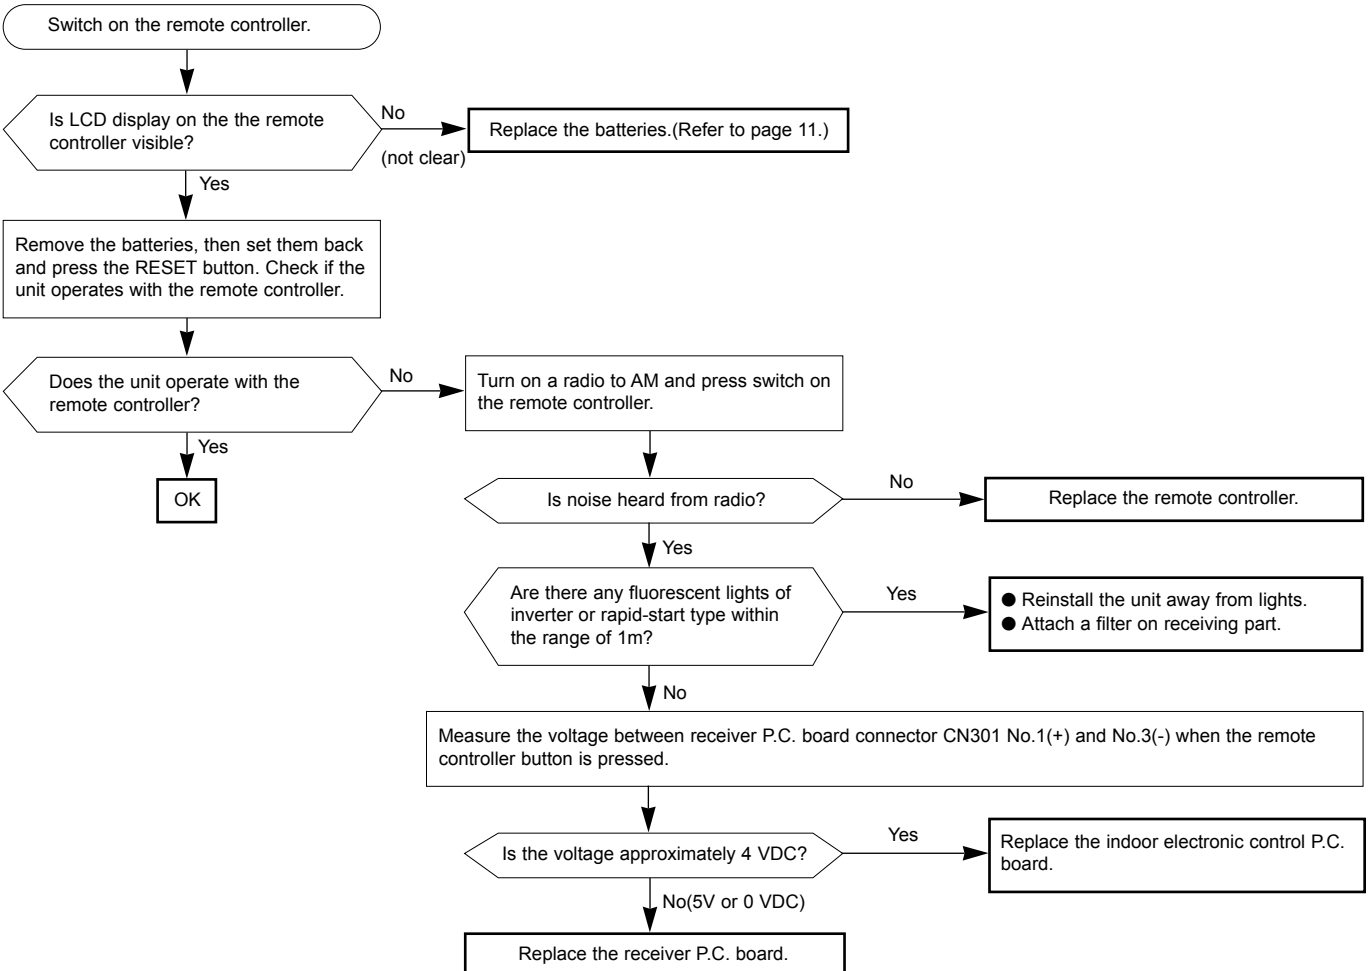 Switch on the remote controller.
Is LCD display on the the remote
controller visible?
No
(not clear)
Replace the batteries.(Refer to page 11.)
Yes
Remove the batteries, then set them back
and press the RESET button. Check if the
unit operates with the remote controller.
Does the unit operate with the
remote controller?
No
Turn on a radio to AM and press switch on
the remote controller.
Yes
OK
Is noise heard from radio?
No
Replace the remote controller.
Yes
Are there any fluorescent lights of
inverter or rapid-start type within
the range of 1m?
Yes
● Reinstall the unit away from lights.
● Attach a filter on receiving part.
No
Measure the voltage between receiver P.C. board connector CN301 No.1(+) and No.3(-) when the remote
controller button is pressed.
Is the voltage approximately 4 VDC?
Yes
Replace the indoor electronic control P.C.
board.
No(5V or 0 VDC)
Replace the receiver P.C. board.